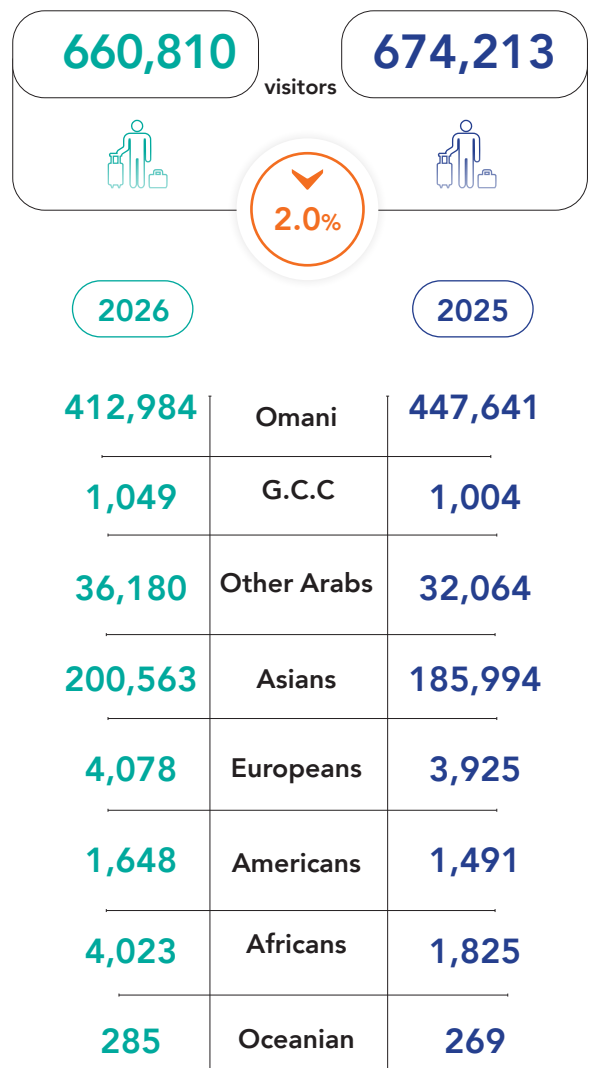 660,810
visitors
674,213
2.0%
2026
2025
412,984 Omani 447,641
1,049 G.C.C 1,004
36,180 Other Arabs 32,064
200,563 Asians 185,994
4,078 Europeans 3,925
1,648 Americans 1,491
4,023 Africans 1,825
285 Oceanian 269